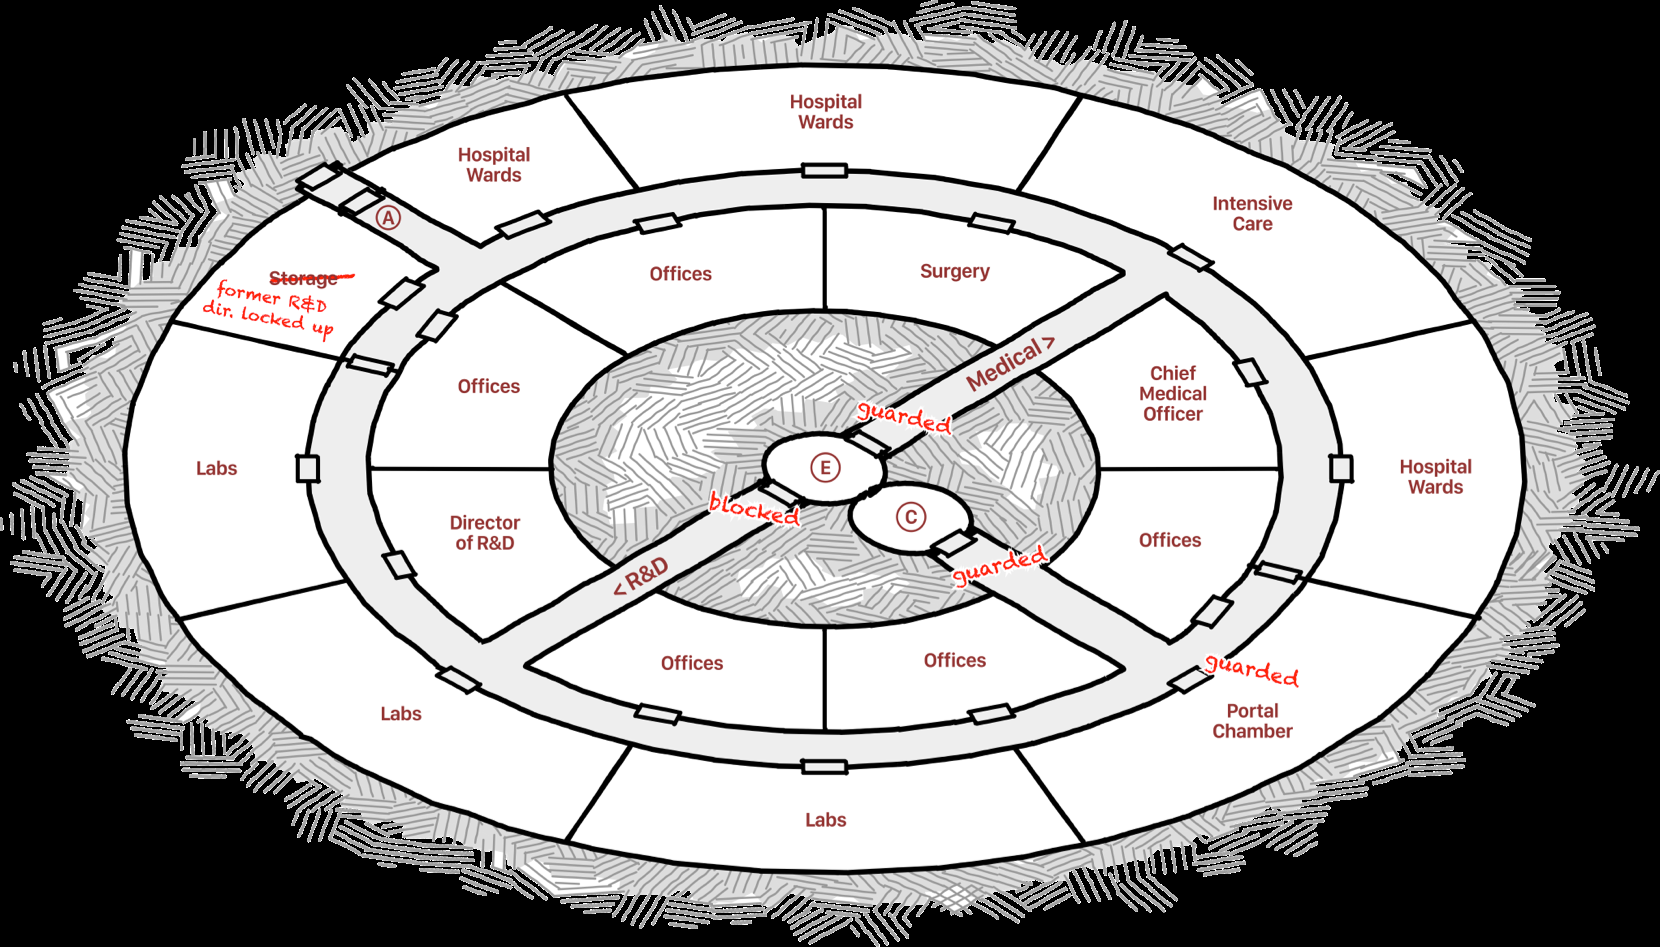 Hospital
Wards
Hospital
Wards
Intensive
Care
A
Storage
former R&D
dir. locked up
Offices
Surgery
Medical >
Offices
Chief
Medical
Officer
guarded
Labs
E
Hospital
Wards
blocked
C
Director
of R&D
Offices
guarded
< R&D
Offices
Offices
guarded
Labs
Portal
Chamber
Labs